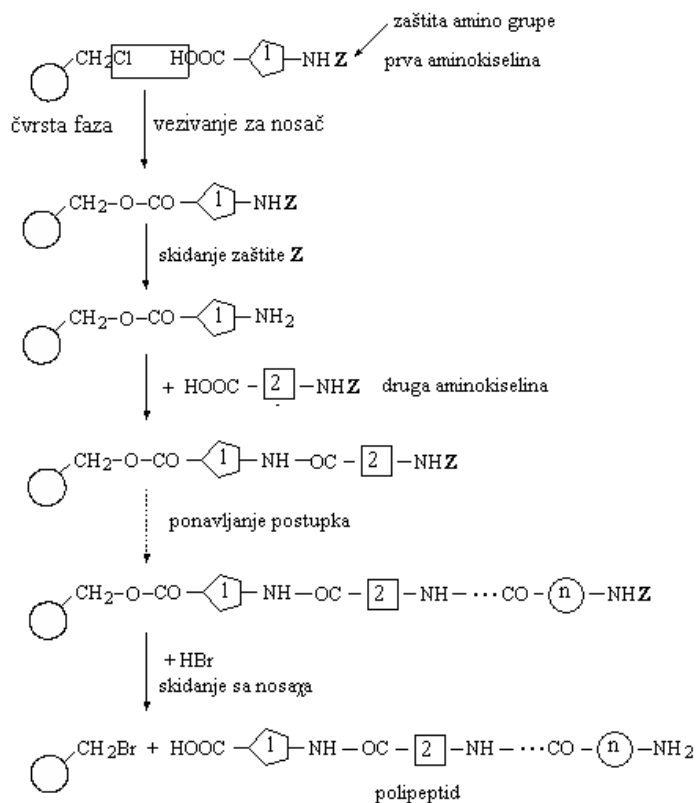 zaštita amino grupe
CH₂Cl HOOC – 1 – NHZ prva aminokiselina
čvrsta faza vezivanje za nosač
CH₂–O–CO – 1 – NHZ
skidanje zaštite Z
CH₂–O–CO – 1 – NH₂
+ HOOC – 2 – NHZ druga aminokiselina
CH₂–O–CO – 1 – NH – OC – 2 – NHZ
ponavljanje postupka
CH₂–O–CO – 1 – NH – OC – 2 – NH – ···CO – n – NHZ
+ HBr
skidanje sa nosača
CH₂Br + HOOC – 1 – NH – OC – 2 – NH – ···CO – n – NH₂
polipeptid